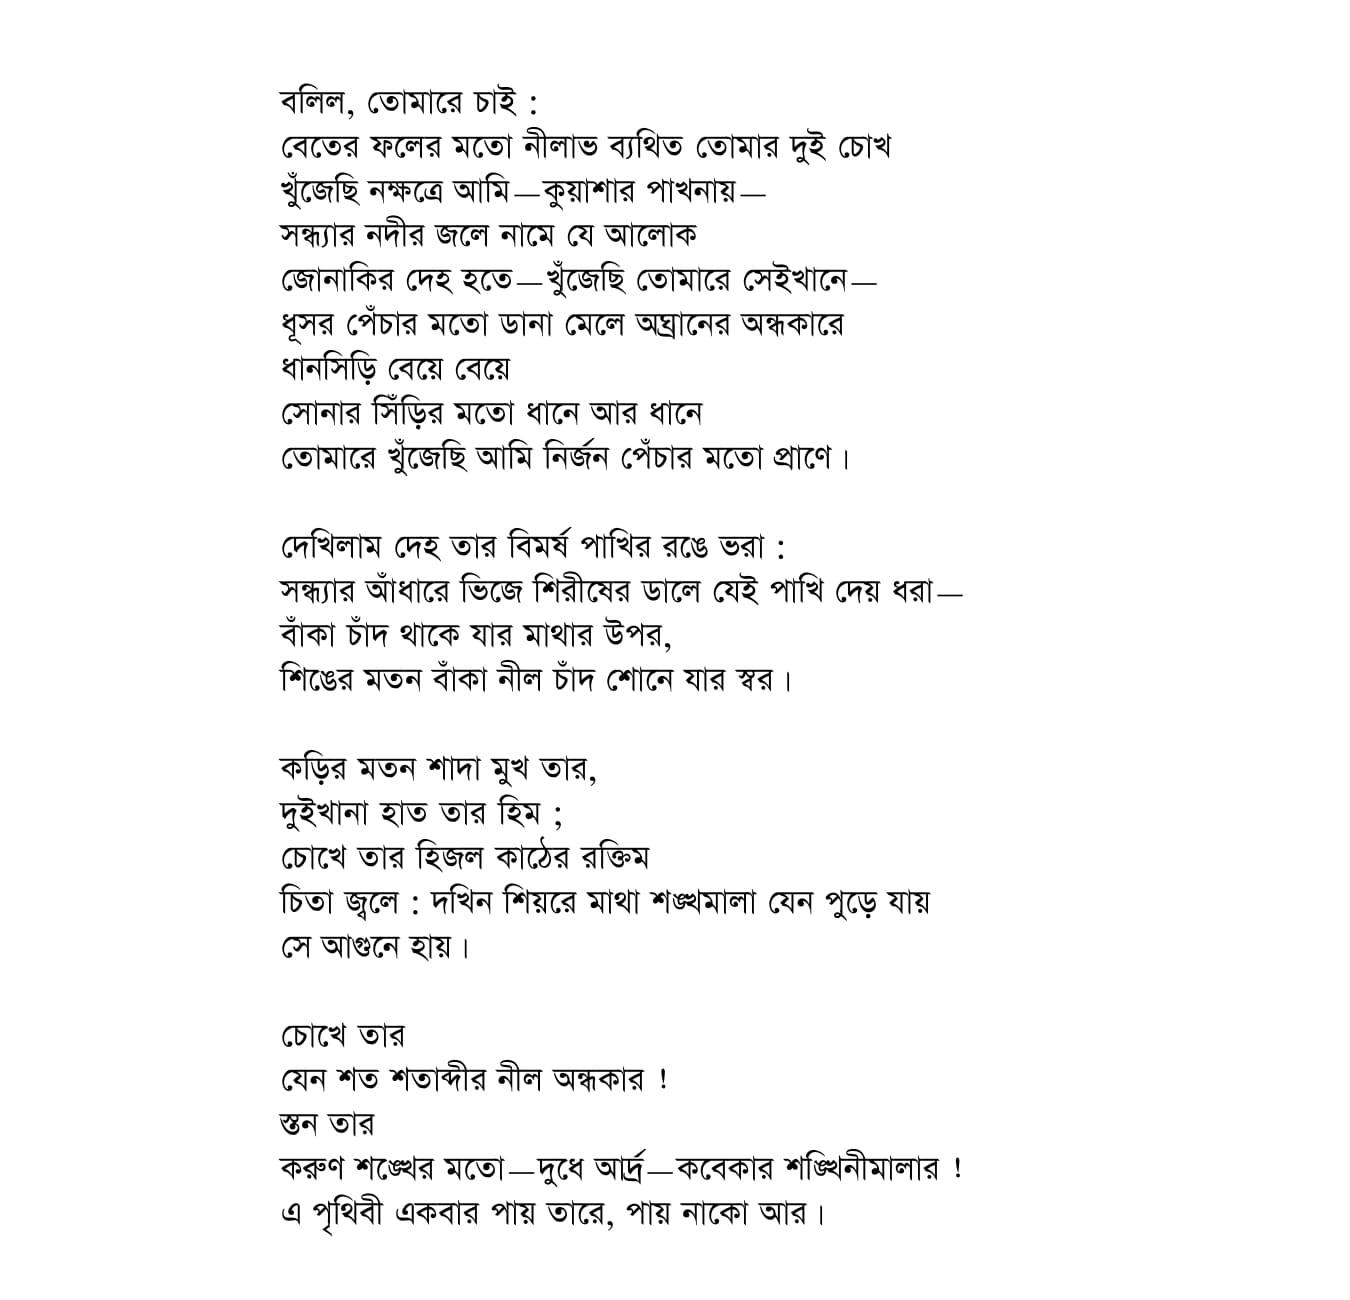 বলিল, তোমারে চাই :
বেতের ফলের মতো নীলাভ ব্যথিত তোমার দুই চোখ
খুঁজেছি নক্ষত্রে আমি—কুয়াশার পাখনায়—
সন্ধ্যার নদীর জলে নামে যে আলোক
জোনাকির দেহ হতে—খুঁজেছি তোমারে সেইখানে—
ধূসর পেঁচার মতো ডানা মেলে অঘ্রানের অন্ধকারে
ধানসিড়ি বেয়ে বেয়ে
সোনার সিঁড়ির মতো ধানে আর ধানে
তোমারে খুঁজেছি আমি নির্জন পেঁচার মতো প্রাণে।

দেখিলাম দেহ তার বিমর্ষ পাখির রঙে ভরা :
সন্ধ্যার আঁধারে ভিজে শিরীষের ডালে যেই পাখি দেয় ধরা—
বাঁকা চাঁদ থাকে যার মাথার উপর,
শিঙের মতন বাঁকা নীল চাঁদ শোনে যার স্বর।

কড়ির মতন শাদা মুখ তার,
দুইখানা হাত তার হিম ;
চোখে তার হিজল কাঠের রক্তিম
চিতা জ্বলে : দখিন শিয়রে মাথা শঙ্খমালা যেন পুড়ে যায়
সে আগুনে হায়।

চোখে তার
যেন শত শতাব্দীর নীল অন্ধকার !
স্তন তার
করুণ শঙ্খের মতো—দুধে আর্দ্র—কবেকার শঙ্খিনীমালার !
এ পৃথিবী একবার পায় তারে, পায় নাকো আর।